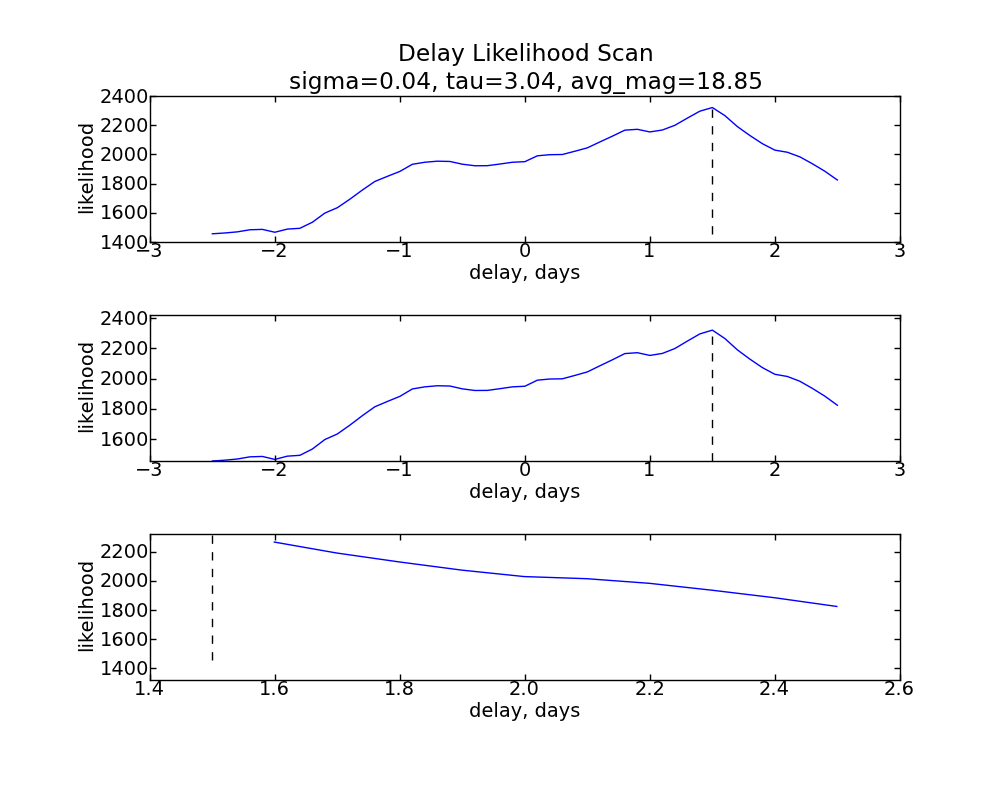 Delay Likelihood Scan
sigma=0.04, tau=3.04, avg_mag=18.85
2400
2200
2000
1800
1600
1400
likelihood
−3 −2 −1 0 1 2 3
delay, days
2400
2200
2000
1800
1600
likelihood
−3 −2 −1 0 1 2 3
delay, days
2200
2000
1800
1600
1400
likelihood
1.4 1.6 1.8 2.0 2.2 2.4 2.6
delay, days